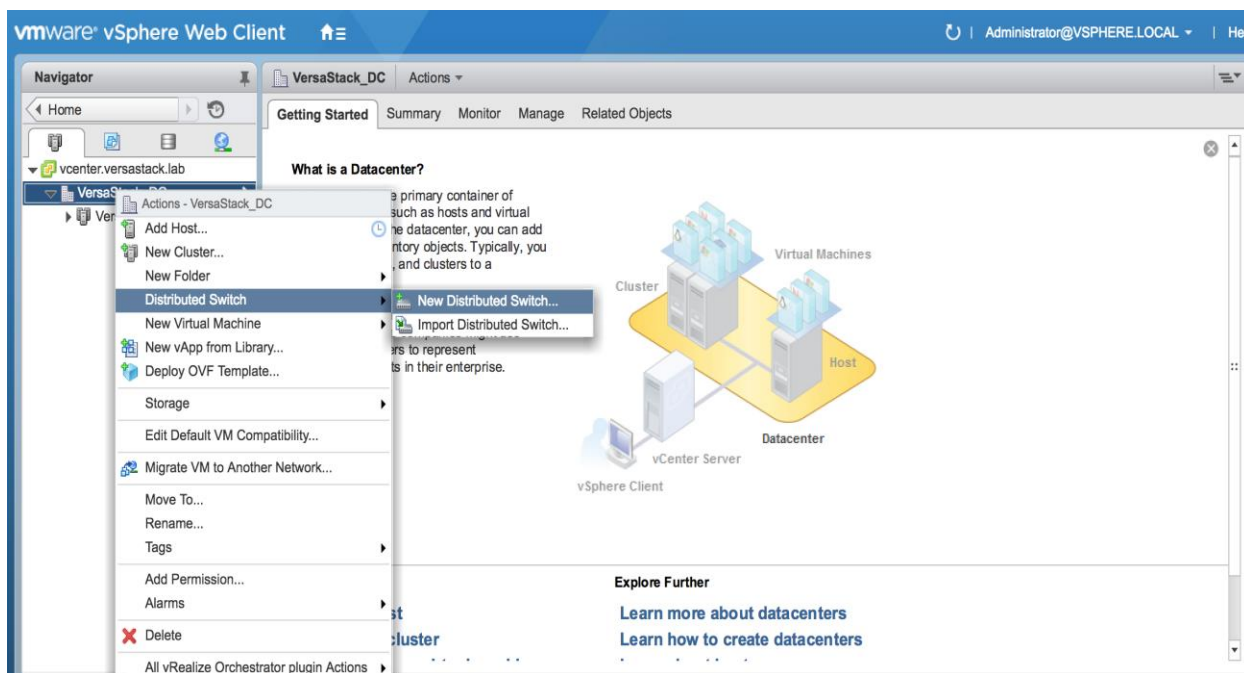 vmware® vSphere Web Client
Administrator@VSPHERE.LOCAL
He
Navigator
Home
vcenter.versastack.lab
VersaStack_DC
Ver
VersaStack_DC
Actions
Getting Started
Summary
Monitor
Manage
Related Objects
What is a Datacenter?
e primary container of
such as hosts and virtual
he datacenter, you can add
ntory objects. Typically, you
, and clusters to a
ers to represent
ts in their enterprise.
Actions - VersaStack_DC
Add Host...
New Cluster...
New Folder
Distributed Switch
New Virtual Machine
New vApp from Library...
Deploy OVF Template...
Storage
Edit Default VM Compatibility...
Migrate VM to Another Network...
Move To...
Rename...
Tags
Add Permission...
Alarms
Delete
All vRealize Orchestrator plugin Actions
New Distributed Switch...
Import Distributed Switch...
Virtual Machines
Cluster
Host
Datacenter
vCenter Server
vSphere Client
st
cluster
Explore Further
Learn more about datacenters
Learn how to create datacenters